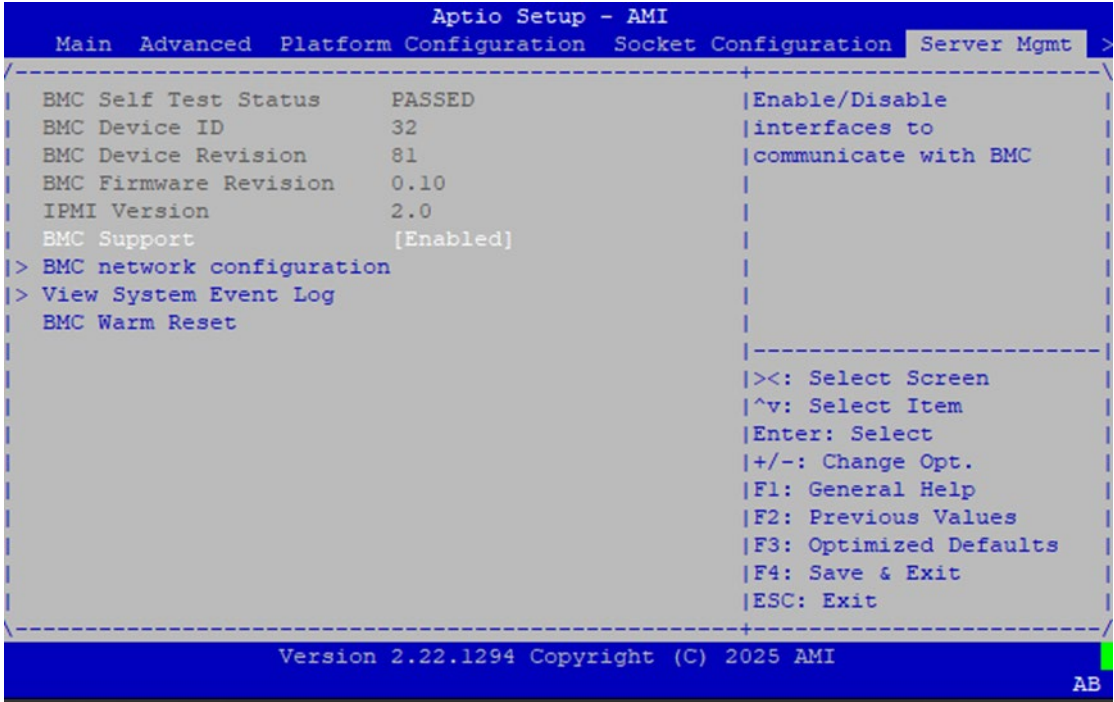 Aptio Setup - AMI
Main Advanced Platform Configuration Socket Configuration Server Mgmt >
/----------------------------------------------------+-------------------------\
| BMC Self Test Status PASSED |Enable/Disable |
| BMC Device ID 32 |interfaces to |
| BMC Device Revision 81 |communicate with BMC |
| BMC Firmware Revision 0.10 | |
| IPMI Version 2.0 | |
| BMC Support [Enabled] | |
|> BMC network configuration | |
|> View System Event Log | |
| BMC Warm Reset | |
| |-------------------------|
| |><: Select Screen |
| |^v: Select Item |
| |Enter: Select |
| |+/-: Change Opt. |
| |F1: General Help |
| |F2: Previous Values |
| |F3: Optimized Defaults |
| |F4: Save & Exit |
| |ESC: Exit |
\----------------------------------------------------+-------------------------/
Version 2.22.1294 Copyright (C) 2025 AMI
AB